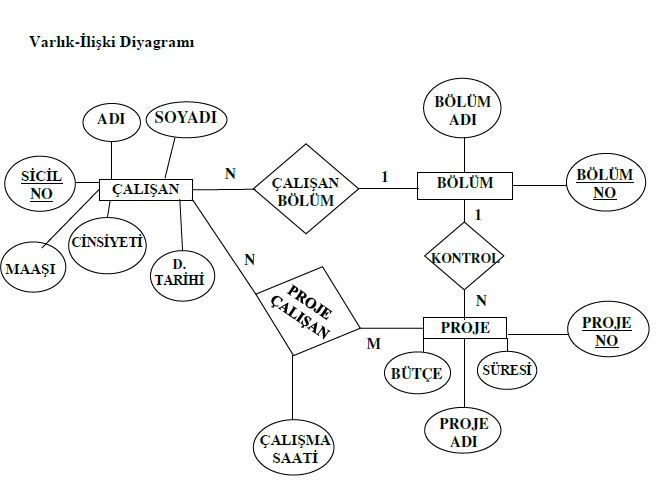 Varlık-İlişki Diyagramı
BÖLÜM
ADI
ADI
SOYADI
SİCİL
NO
ÇALIŞAN
N
ÇALIŞAN
BÖLÜM
1
BÖLÜM
BÖLÜM
NO
MAAŞI
CİNSİYETİ
D.
TARİHİ
1
KONTROL
N
N
PROJE
ÇALIŞAN
M
PROJE
PROJE
NO
BÜTÇE
SÜRESİ
PROJE
ADI
ÇALIŞMA
SAATİ